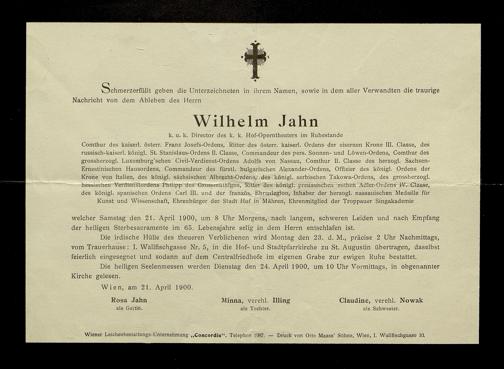 Schmerzerfüllt geben die Unterzeichneten in ihrem Namen, sowie in dem aller Verwandten die traurige
Nachricht von dem Ableben des Herrn
Wilhelm Jahn
k. u. k. Director des k. k. Hof-Operntheaters im Ruhestande
Comthur des kaiserl. österr. Franz Josefs-Ordens, Ritter des österr. kaiserl. Ordens der eisernen Krone III. Classe, des
russisch-kaiserl. königl. St. Stanislaus-Ordens II. Classe, Commandeur des pers. Sonnen- und Löwen-Ordens, Comthur des
grossherzogl. Luxemburg'schen Civil-Verdienst-Ordens Adolfs von Nassau, Comthur II. Classe des herzogl. Sachsen-
Ernestinischen Hausordens, Commandeur des fürstl. bulgarischen Alexander-Ordens, Officier des königl. Ordens der
Krone von Italien, des königl. sächsischen Albrecht-Ordens, des königl. serbischen Takowa-Ordens, des grossherzogl.
hessischen Verdienstordens Philipp des Grossmüthigen, Ritter des königl. preussischen rothen Adler-Ordens IV. Classe,
des königl. spanischen Ordens Carl III. und der französ. Ehrenlegion, Inhaber der herzogl. nassauischen Medaille für
Kunst und Wissenschaft, Ehrenbürger der Stadt Hof in Mähren, Ehrenmitglied der Troppauer Singakademie
welcher Samstag den 21. April 1900, um 8 Uhr Morgens, nach langem, schweren Leiden und nach Empfang
der heiligen Sterbesacramente im 65. Lebensjahre selig in dem Herrn entschlafen ist.
Die irdische Hülle des theueren Verblichenen wird Montag den 23. d. M., präcise 2 Uhr Nachmittags,
vom Trauerhause: I. Wallfischgasse Nr. 5, in die Hof- und Stadtpfarrkirche zu St. Augustin übertragen, daselbst
feierlich eingesegnet und sodann auf dem Centralfriedhofe im eigenen Grabe zur ewigen Ruhe bestattet.
Die heiligen Seelenmessen werden Dienstag den 24. April 1900, um 10 Uhr Vormittags, in obgenannter
Kirche gelesen.
Wien, am 21. April 1900.
Rosa Jahn Minna, verehl. Illing Claudine, verehl. Nowak
als Gattin. als Tochter. als Schwester.
Wiener Leichenbestattungs-Unternehmung „Concordia", Telephon — Druck von Otto Maass' Söhne, Wien, I. Wallfischgasse 10.